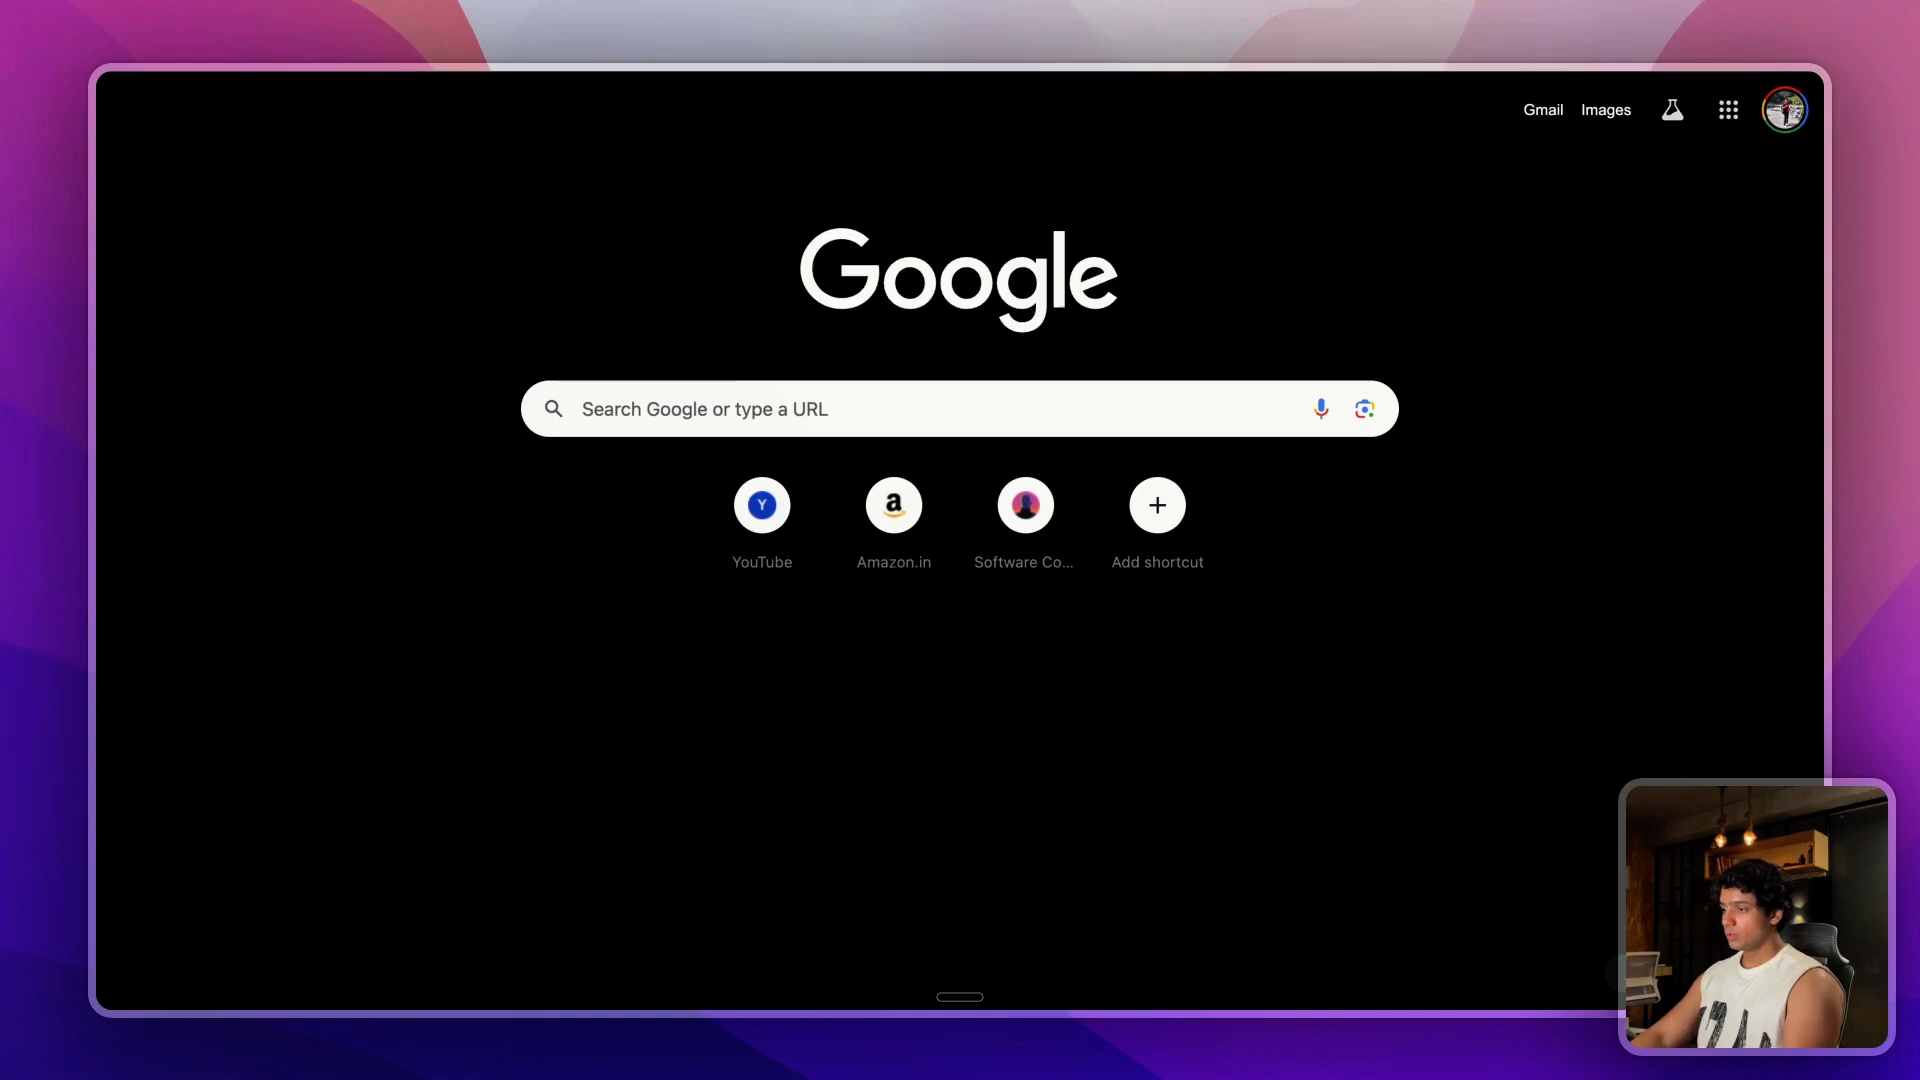 Gmail Images
Google
Search Google or type a URL
Y
a
YouTube
Amazon.in
Software Co...
Add shortcut